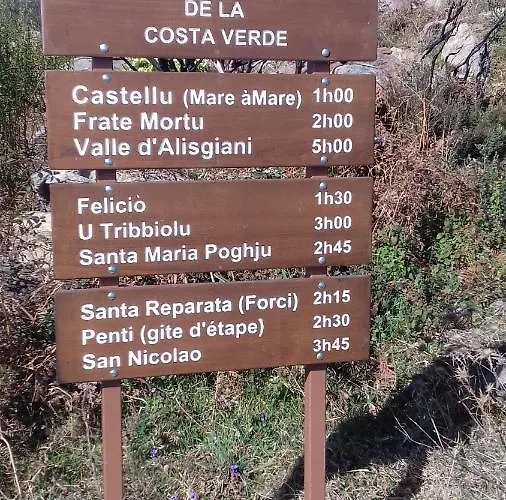 DE LA
COSTA VERDE
Castellu (Mare àMare) 1h00
Frate Mortu 2h00
Valle d'Alisgiani 5h00
Feliciò 1h30
U Tribbiolu 3h00
Santa Maria Poghju 2h45
Santa Reparata (Forci) 2h15
Penti (gite d'étape) 2h30
San Nicolao 3h45